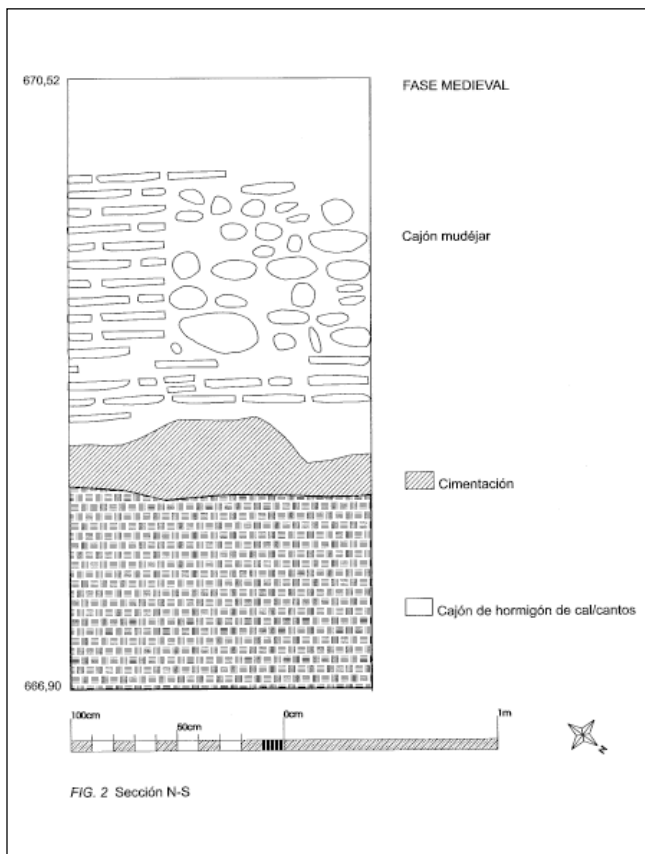 670,52
FASE MEDIEVAL
Cajón mudéjar
Cimentación
Cajón de hormigón de cal/cantos
666,90
100cm 50cm 0cm 1m
N
FIG. 2 Sección N-S